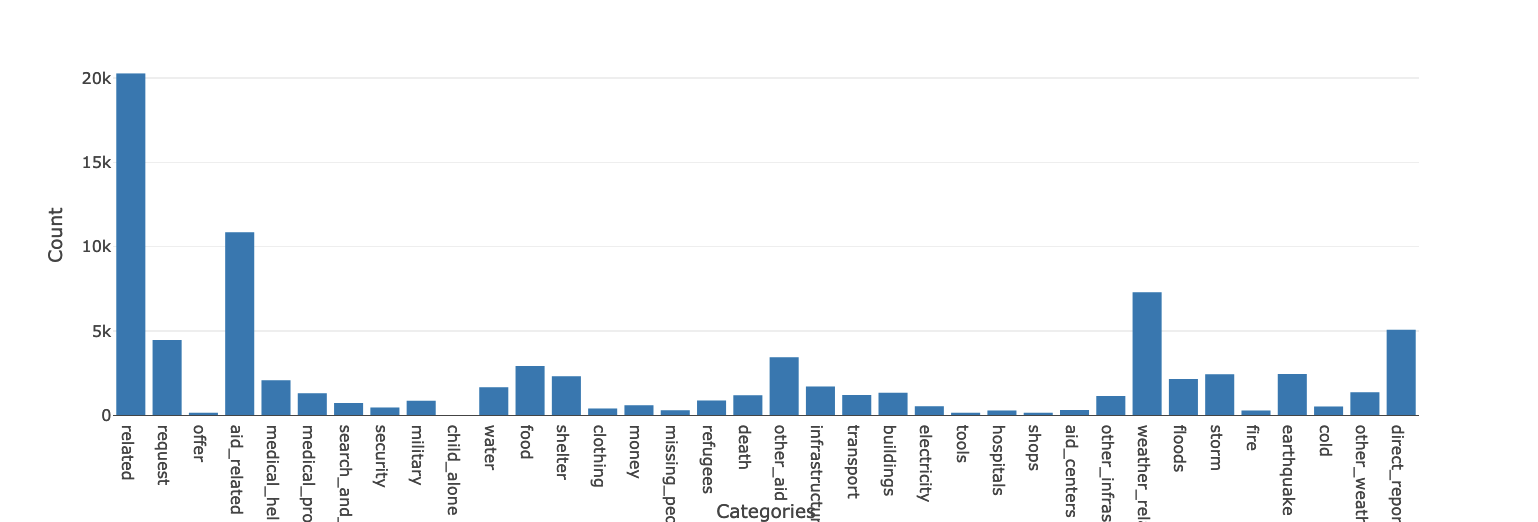 20k
15k
10k
5k
0
Count
related
request
offer
aid_related
medical_hel
medical_pro
search_and_
security
military
child_alone
water
food
shelter
clothing
money
missing_peo
refugees
death
other_aid
infrastructur
transport
buildings
electricity
tools
hospitals
shops
aid_centers
other_infras
weather_rela
floods
storm
fire
earthquake
cold
other_weath
direct_repor
Categories